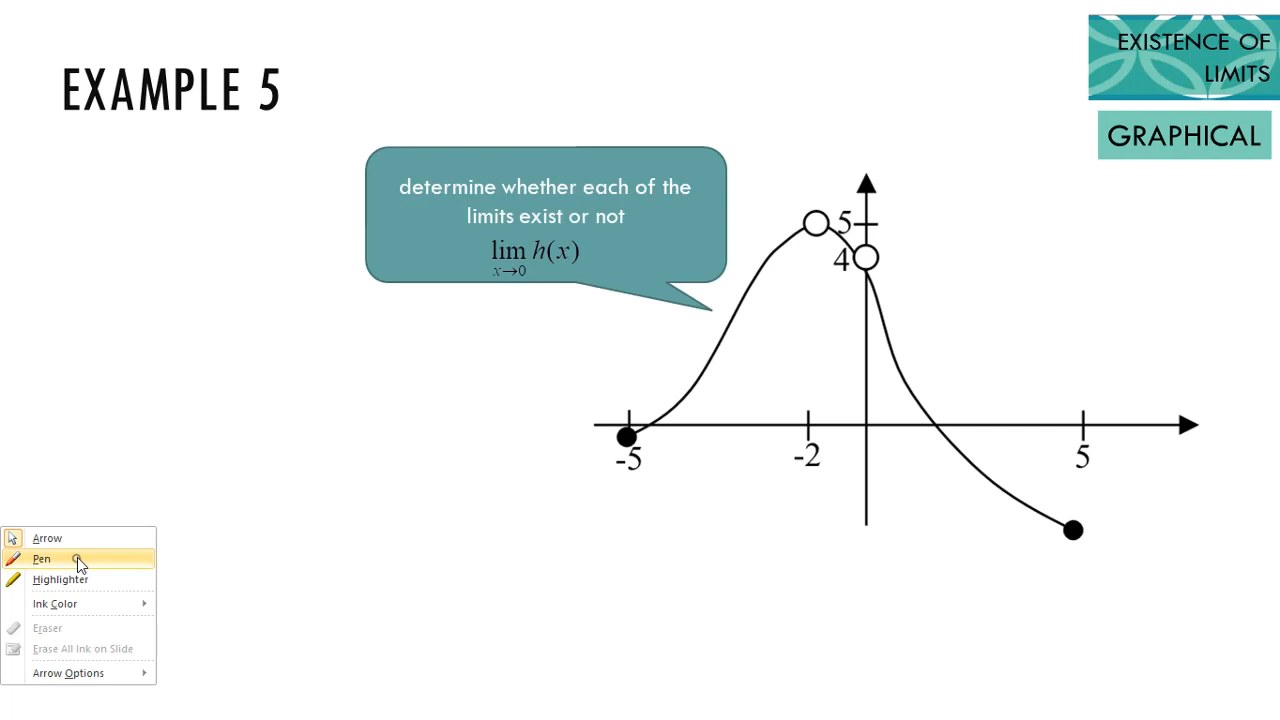 EXISTENCE OF
LIMITS
EXAMPLE 5
GRAPHICAL
determine whether each of the
limits exist or not
lim h(x)
x→0
5
4
-5
-2
5
Arrow
Pen
Highlighter
Ink Color
Eraser
Erase All Ink on Slide
Arrow Options